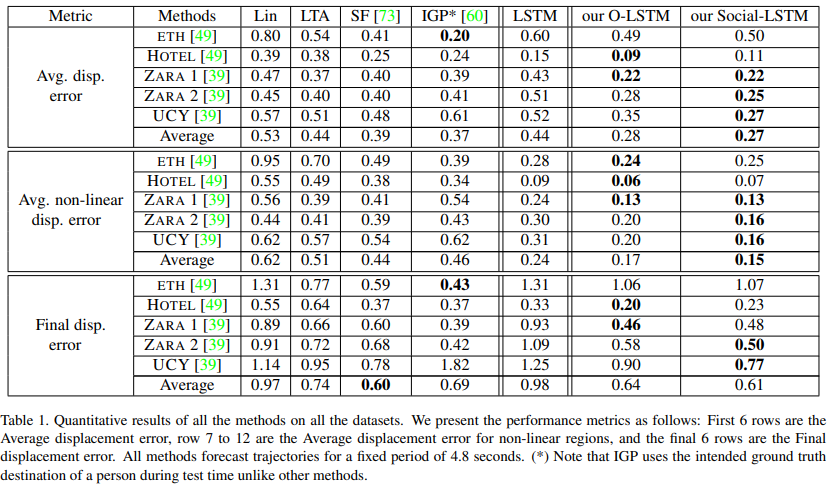 Metric Methods Lin LTA SF [73] IGP* [60] LSTM our O-LSTM our Social-LSTM
Avg. disp. error
ETH [49] 0.80 0.54 0.41 0.20 0.60 0.49 0.50
HOTEL [49] 0.39 0.38 0.25 0.24 0.15 0.09 0.11
ZARA 1 [39] 0.47 0.37 0.40 0.39 0.43 0.22 0.22
ZARA 2 [39] 0.45 0.40 0.40 0.41 0.51 0.28 0.25
UCY [39] 0.57 0.51 0.48 0.61 0.52 0.35 0.27
Average 0.53 0.44 0.39 0.37 0.44 0.28 0.27
Avg. non-linear disp. error
ETH [49] 0.95 0.70 0.49 0.39 0.28 0.24 0.25
HOTEL [49] 0.55 0.49 0.38 0.34 0.09 0.06 0.07
ZARA 1 [39] 0.56 0.39 0.41 0.54 0.24 0.13 0.13
ZARA 2 [39] 0.44 0.41 0.39 0.43 0.30 0.20 0.16
UCY [39] 0.62 0.57 0.54 0.62 0.31 0.20 0.16
Average 0.62 0.51 0.44 0.46 0.24 0.17 0.15
Final disp. error
ETH [49] 1.31 0.77 0.59 0.43 1.31 1.06 1.07
HOTEL [49] 0.55 0.64 0.37 0.37 0.33 0.20 0.23
ZARA 1 [39] 0.89 0.66 0.60 0.39 0.93 0.46 0.48
ZARA 2 [39] 0.91 0.72 0.68 0.42 1.09 0.58 0.50
UCY [39] 1.14 0.95 0.78 1.82 1.25 0.90 0.77
Average 0.97 0.74 0.60 0.69 0.98 0.64 0.61
Table 1. Quantitative results of all the methods on all the datasets. We present the performance metrics as follows: First 6 rows are the
Average displacement error, row 7 to 12 are the Average displacement error for non-linear regions, and the final 6 rows are the Final
displacement error. All methods forecast trajectories for a fixed period of 4.8 seconds. (*) Note that IGP uses the intended ground truth
destination of a person during test time unlike other methods.